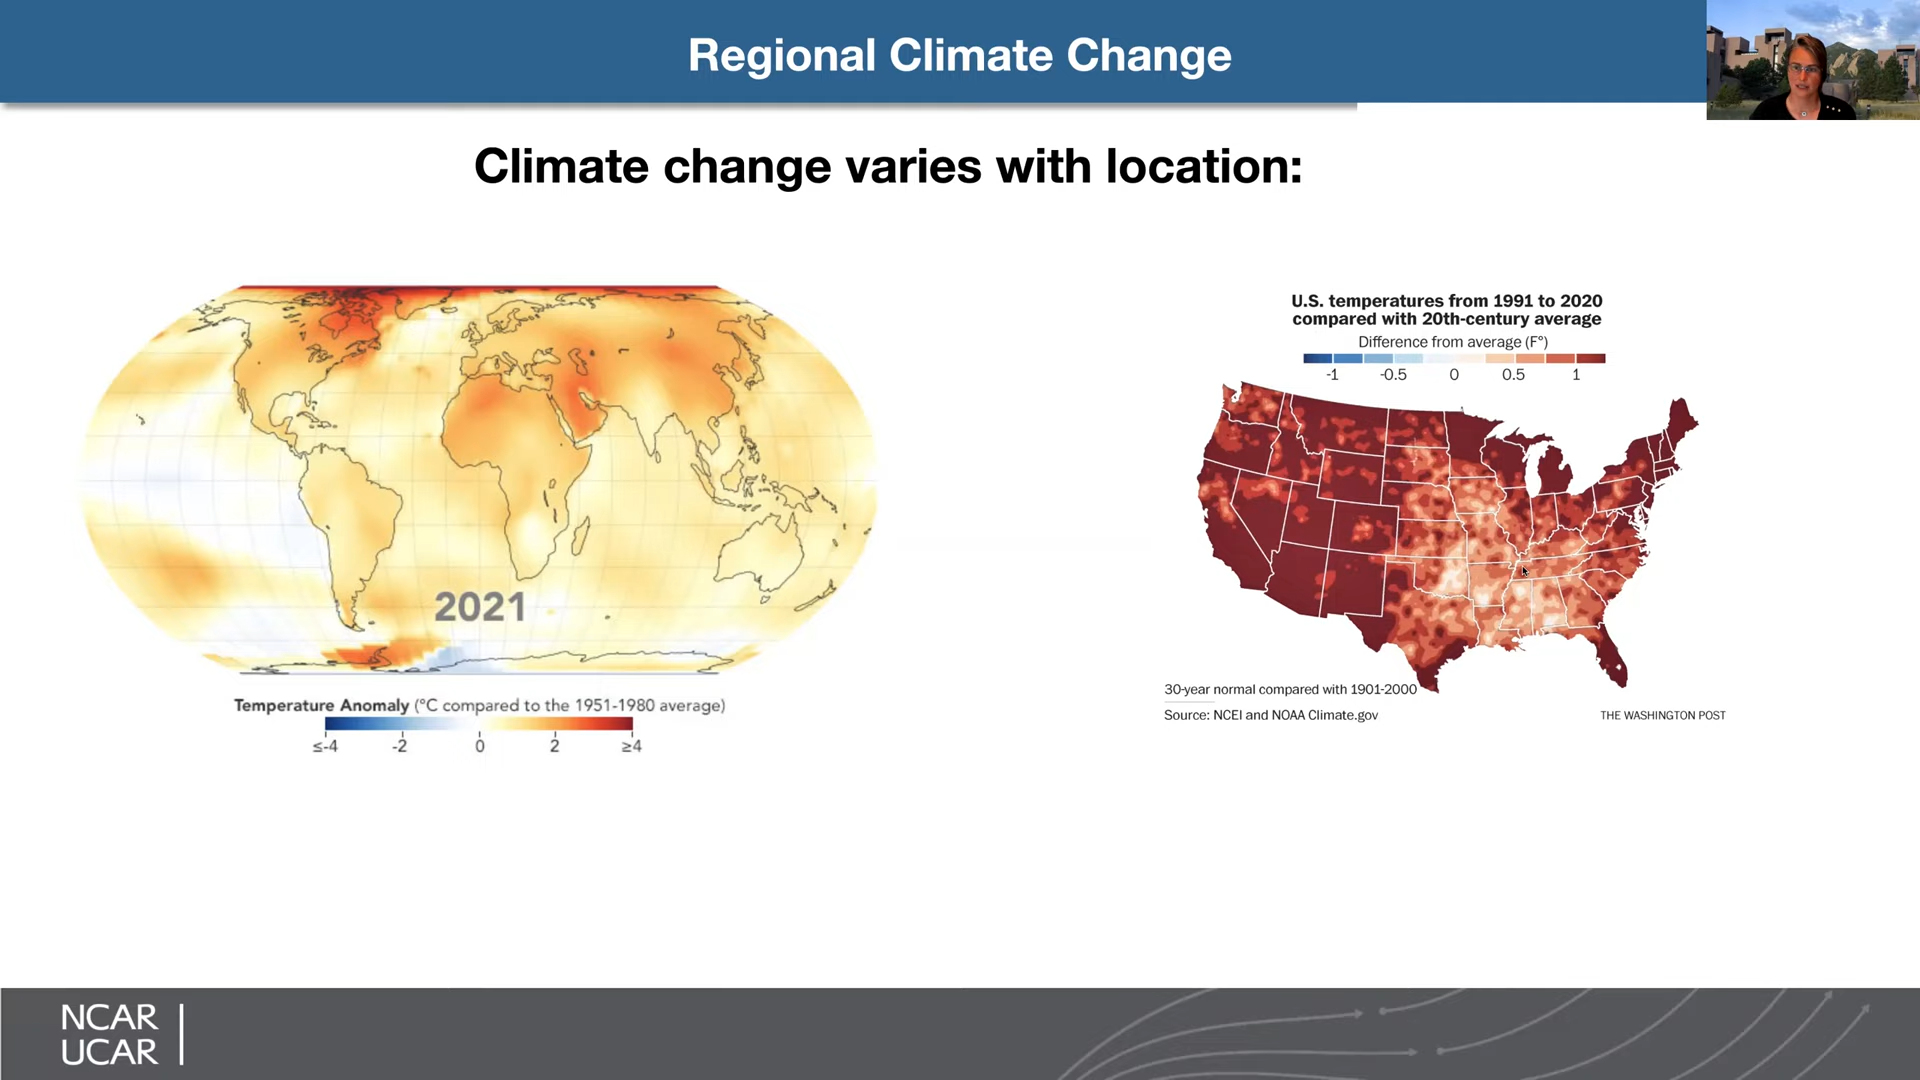 Regional Climate Change
Climate change varies with location:
2021
Temperature Anomaly (°C compared to the 1951-1980 average)
≤-4 -2 0 2 ≥4
U.S. temperatures from 1991 to 2020
compared with 20th-century average
Difference from average (F°)
-1 -0.5 0 0.5 1
30-year normal compared with 1901-2000
Source: NCEI and NOAA Climate.gov
THE WASHINGTON POST
NCAR
UCAR